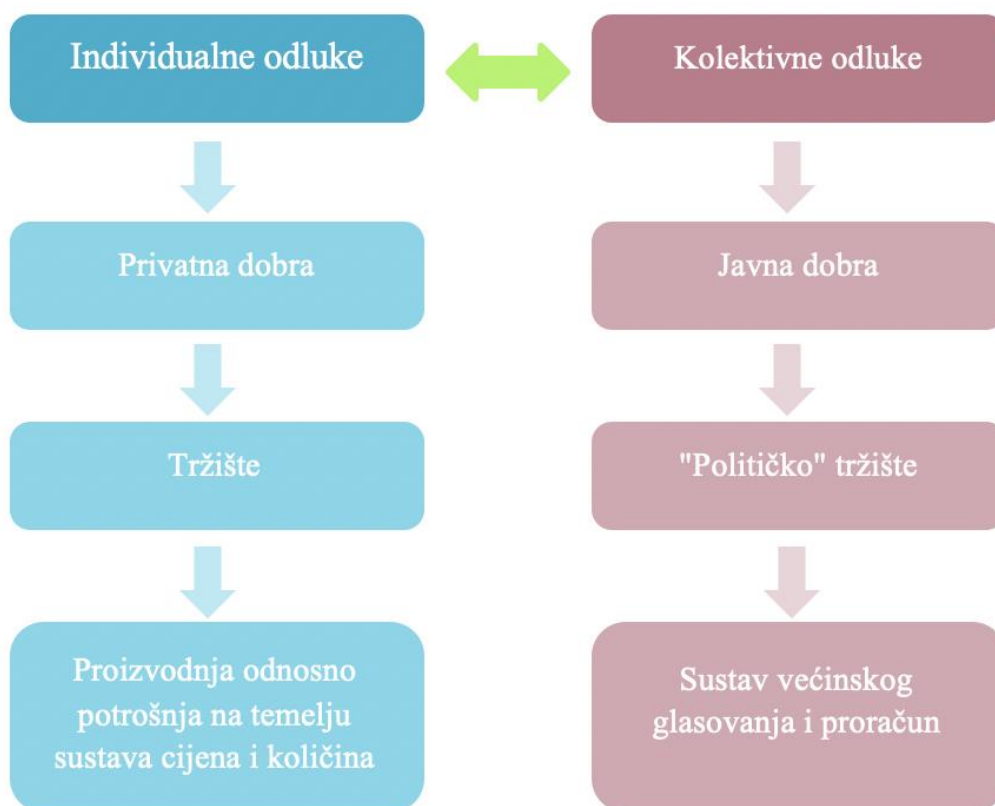 Individualne odluke
Kolektivne odluke
Privatna dobra
Javna dobra
Tržište
"Političko" tržište
Proizvodnja odnosno
potrošnja na temelju
sustava cijena i količina
Sustav većinskog
glasovanja i proračun